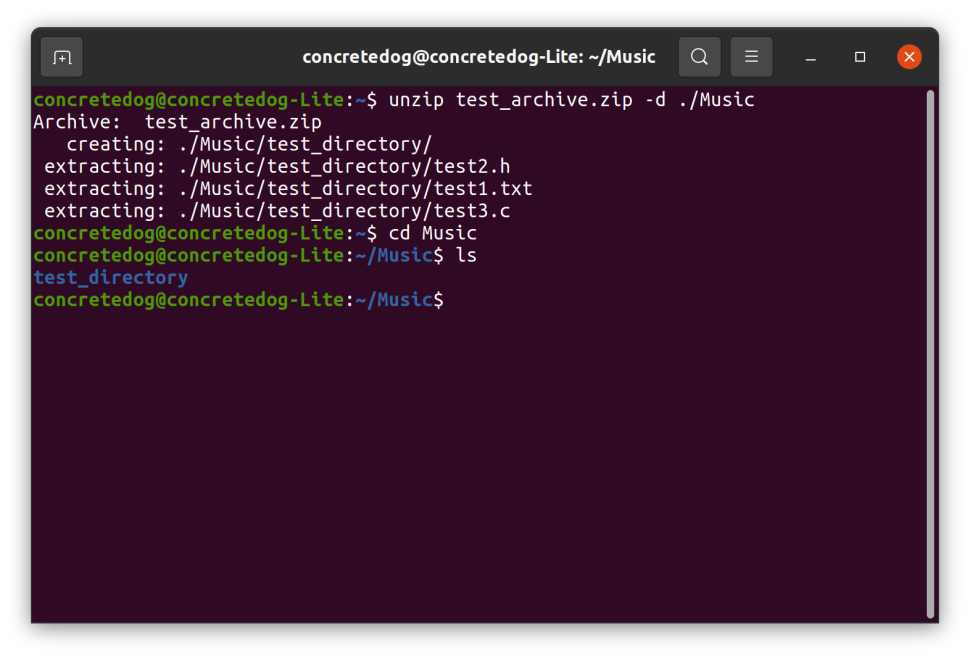 concretedog@concretedog-Lite: ~/Music
concretedog@concretedog-Lite:~$ unzip test_archive.zip -d ./Music
Archive:  test_archive.zip
   creating: ./Music/test_directory/
 extracting: ./Music/test_directory/test2.h
 extracting: ./Music/test_directory/test1.txt
 extracting: ./Music/test_directory/test3.c
concretedog@concretedog-Lite:~$ cd Music
concretedog@concretedog-Lite:~/Music$ ls
test_directory
concretedog@concretedog-Lite:~/Music$